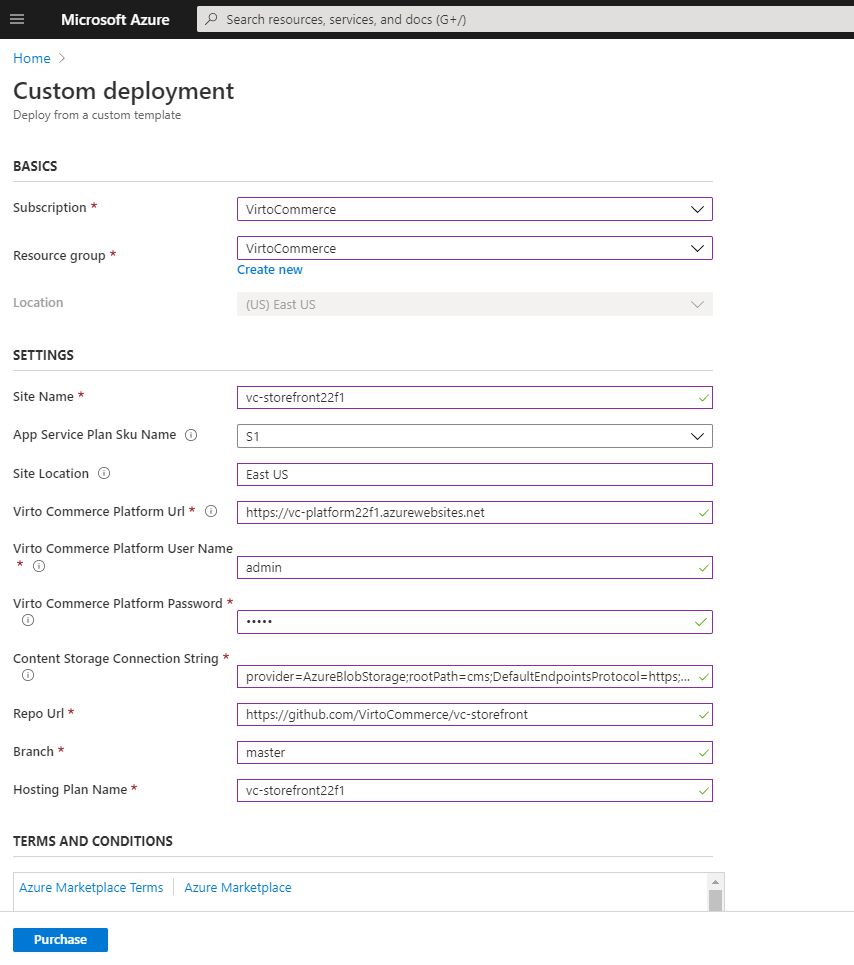 Microsoft Azure
Search resources, services, and docs (G+/)
Home
Custom deployment
Deploy from a custom template
BASICS
Subscription *
VirtoCommerce
Resource group *
VirtoCommerce
Create new
Location
(US) East US
SETTINGS
Site Name *
vc-storefront22f1
App Service Plan Sku Name
S1
Site Location
East US
Virto Commerce Platform Url *
https://vc-platform22f1.azurewebsites.net
Virto Commerce Platform User Name
*
admin
Virto Commerce Platform Password *
•••••
Content Storage Connection String *
provider=AzureBlobStorage;rootPath=cms;DefaultEndpointsProtocol=https;...
Repo Url *
https://github.com/VirtoCommerce/vc-storefront
Branch *
master
Hosting Plan Name *
vc-storefront22f1
TERMS AND CONDITIONS
Azure Marketplace Terms
Azure Marketplace
Purchase